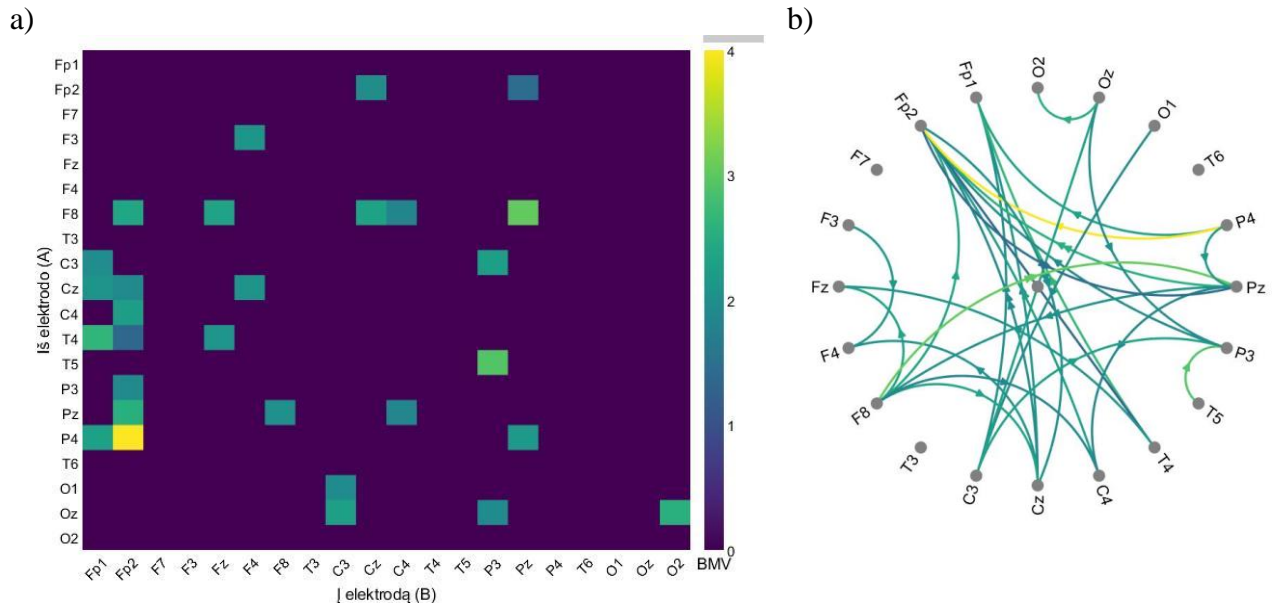 a)
Fp1
Fp2
F7
F3
Fz
F4
F8
T3
C3
Cz
C4
T4
T5
P3
Pz
P4
T6
O1
Oz
O2
Iš elektrodo (A)
Fp1 Fp2 F7 F3 Fz F4 F8 T3 C3 Cz C4 T4 T5 P3 Pz P4 T6 O1 Oz O2
Į elektrodą (B)
4
3
2
1
0
BMV
b)
Fp1
O2
Oz
O1
T6
P4
Pz
P3
T5
T4
C4
Cz
C3
T3
F8
F4
Fz
F3
F7
Fp2